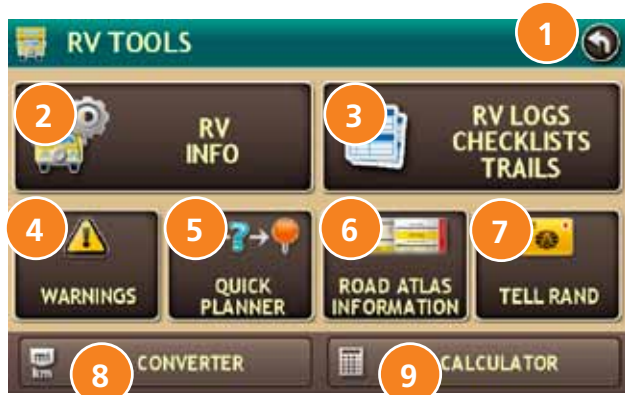 RV TOOLS
1
2
RV
INFO
3
RV LOGS
CHECKLISTS
TRAILS
4
WARNINGS
5
?
QUICK
PLANNER
6
ROAD ATLAS
INFORMATION
7
TELL RAND
mi
km
8
CONVERTER
9
CALCULATOR